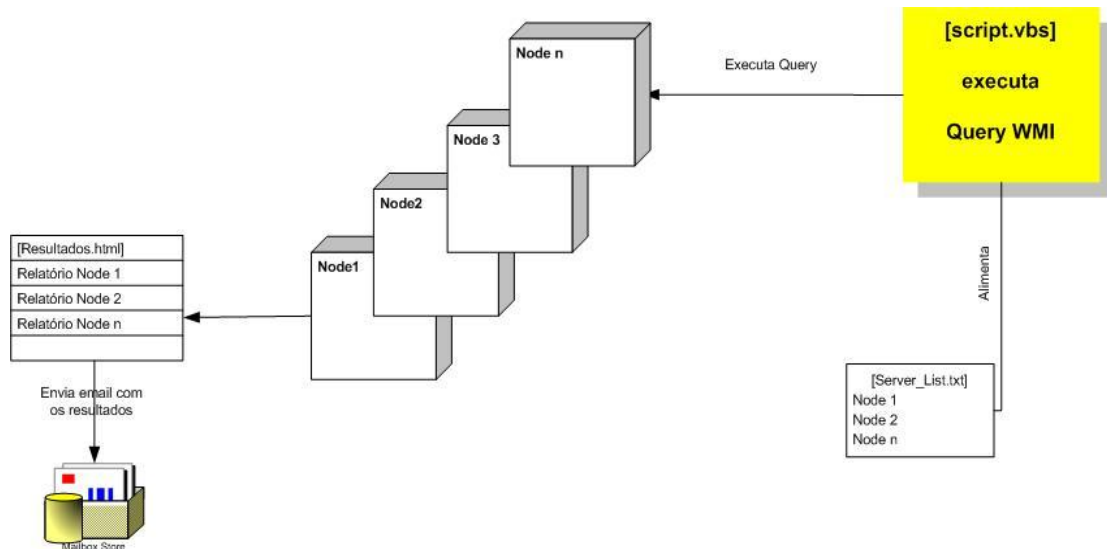 [script.vbs]
executa
Query WMI
Executa Query
Node n
Node 3
Node2
Node1
[Resultados.html]
Relatório Node 1
Relatório Node 2
Relatório Node n
Alimenta
[Server_List.txt]
Node 1
Node 2
Node n
Envia email com
os resultados
Mailbox Store